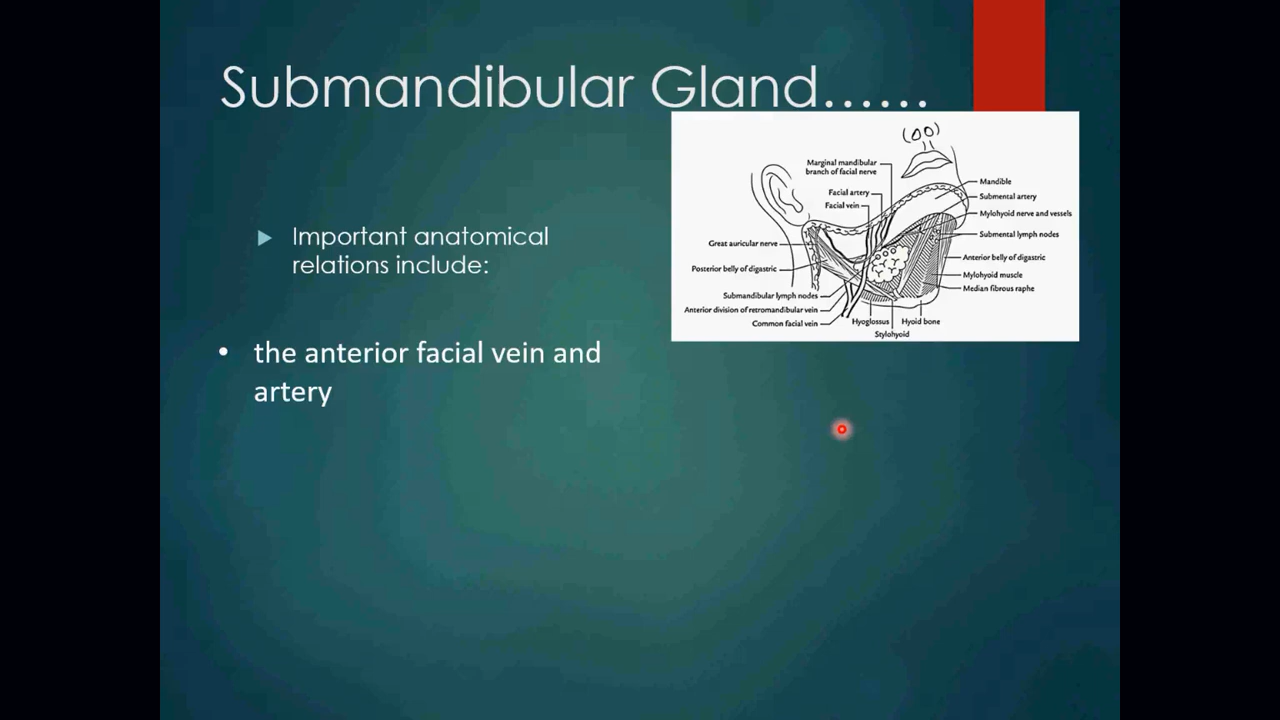 Submandibular Gland......
Important anatomical
relations include:
• the anterior facial vein and
artery
Marginal mandibular
branch of facial nerve
Facial artery
Facial vein
Great auricular nerve
Posterior belly of digastric
Submandibular lymph nodes
Anterior division of retromandibular vein
Common facial vein
Hyoglossus
Stylohyoid
Hyoid bone
Mandible
Submental artery
Mylohyoid nerve and vessels
Submental lymph nodes
Anterior belly of digastric
Mylohyoid muscle
Median fibrous raphe